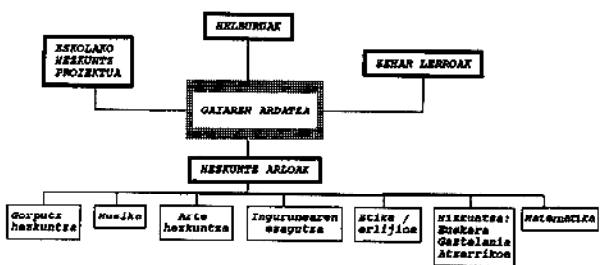 HELBURUAK
ESKOLAKO
HEZKUNTZ
PROIEKTUA
ZEHAR LERROAK
GAIAREN ARDATZA
HEZKUNTZ ARLOAK
Gorputz
hezkuntza
Musika
Arte
hezkuntza
Ingurunearen
ezagutza
Etika /
erlijioa
Hizkuntza:
Euskara
Gaztelania
Atzerrikoa
Matematika